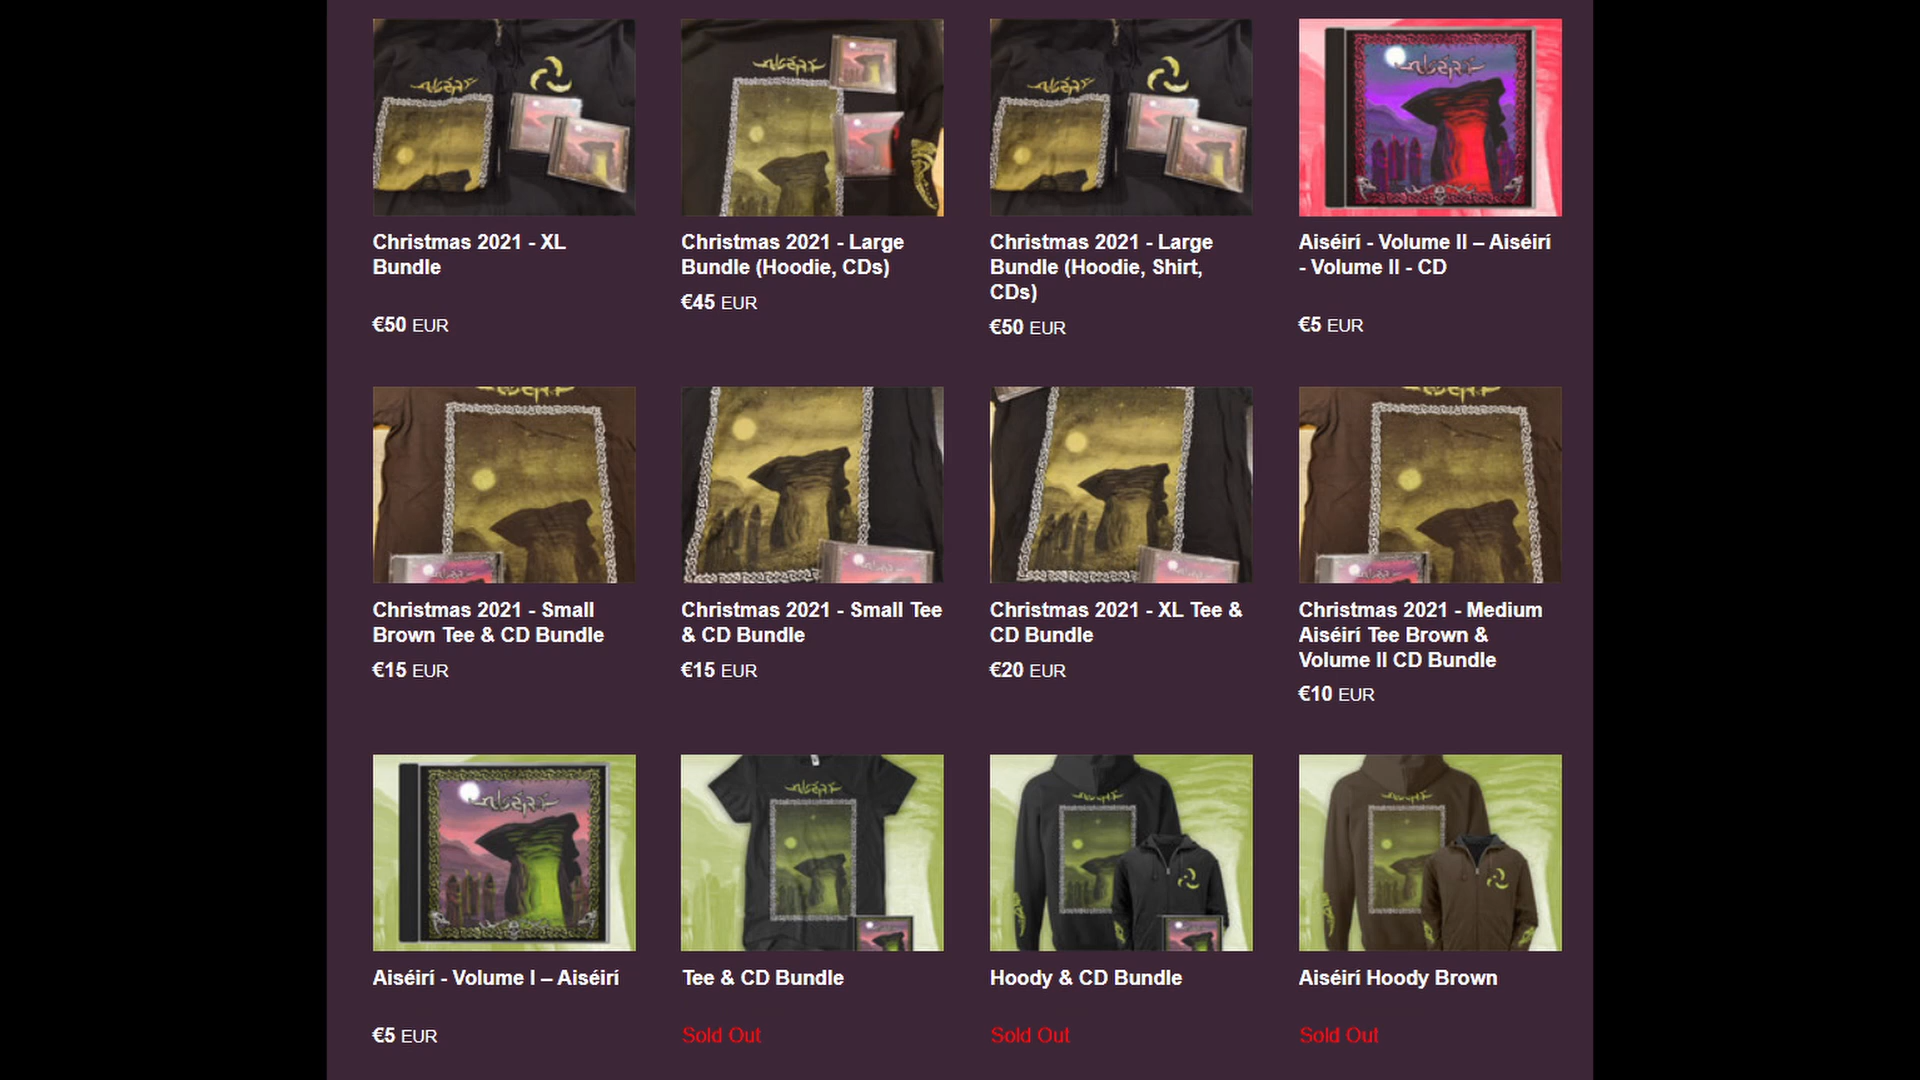 Christmas 2021 - XL
Bundle
€50 EUR
Christmas 2021 - Large
Bundle (Hoodie, CDs)
€45 EUR
Christmas 2021 - Large
Bundle (Hoodie, Shirt,
CDs)
€50 EUR
Aiséirí - Volume II – Aiséirí
- Volume II - CD
€5 EUR
Christmas 2021 - Small
Brown Tee & CD Bundle
€15 EUR
Christmas 2021 - Small Tee
& CD Bundle
€15 EUR
Christmas 2021 - XL Tee &
CD Bundle
€20 EUR
Christmas 2021 - Medium
Aiséirí Tee Brown &
Volume II CD Bundle
€10 EUR
Aiséirí - Volume I – Aiséirí
€5 EUR
Tee & CD Bundle
Sold Out
Hoody & CD Bundle
Sold Out
Aiséirí Hoody Brown
Sold Out